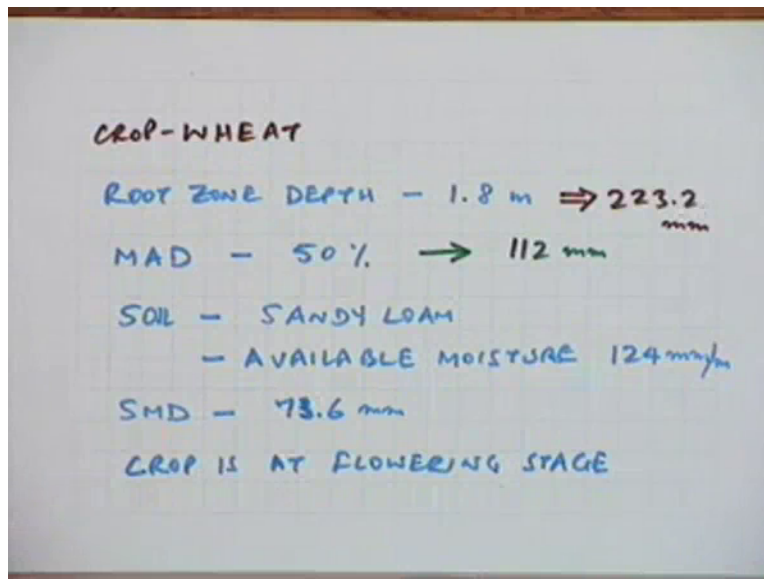 CROP-WHEAT
ROOT ZONE DEPTH - 1.8 m ⇒ 223.2 mm
MAD - 50% → 112 mm
SOIL - SANDY LOAM
- AVAILABLE MOISTURE 124 mm/m
SMD - 73.6 mm
CROP IS AT FLOWERING STAGE